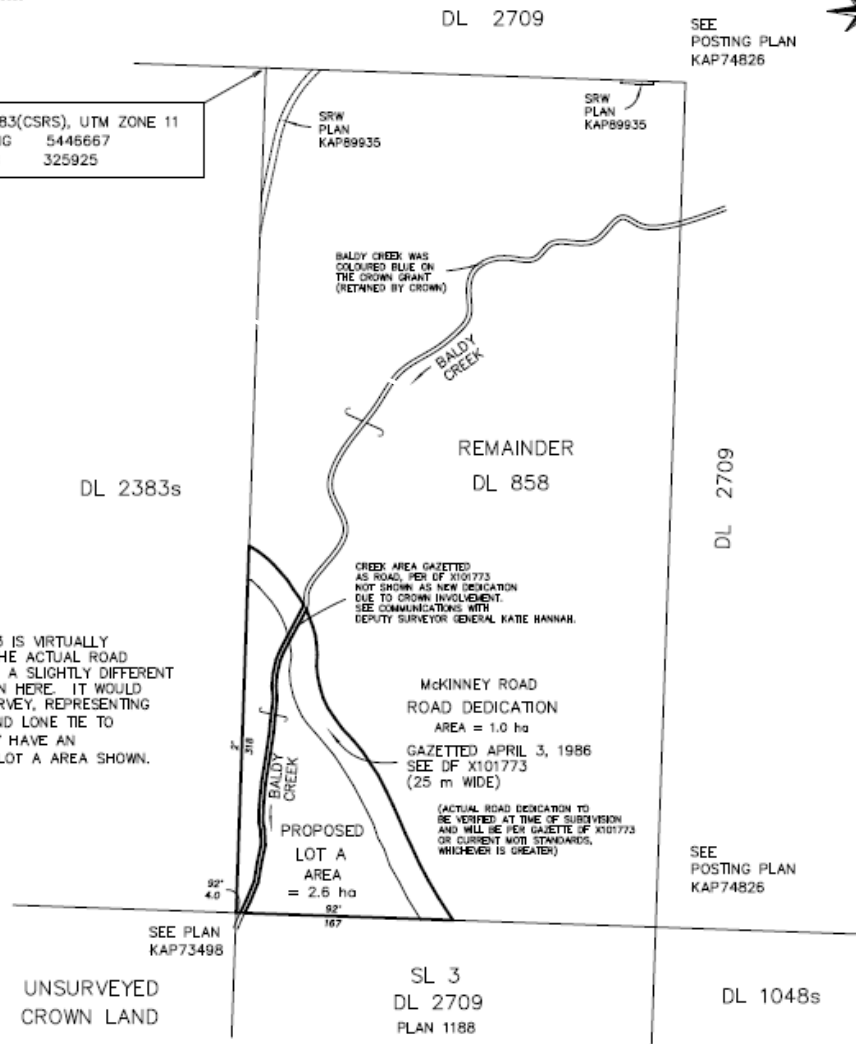 DL 2709
SEE
POSTING PLAN
KAP74826
83(CSRS), UTM ZONE 11
5446667
325925
SRW
PLAN
KAP89935
SRW
PLAN
KAP89935
BALDY CREEK WAS
COLOURED BLUE ON
THE CROWN GRANT
(RETAINED BY CROWN)
BALDY
CREEK
REMAINDER
DL 858
DL 2383s
DL 2709
CREEK AREA GAZETTED
AS ROAD, PER DF X101773
NOT SHOWN AS NEW DEDICATION
DUE TO CROWN INVOLVEMENT.
SEE COMMUNICATIONS WITH
DEPUTY SURVEYOR GENERAL KATIE HANNAH.
IS VIRTUALLY
HE ACTUAL ROAD
A SLIGHTLY DIFFERENT
N HERE. IT WOULD
RVEY, REPRESENTING
ND LONE TIE TO
HAVE AN
LOT A AREA SHOWN.
McKINNEY ROAD
ROAD DEDICATION
AREA = 1.0 ha
GAZETTED APRIL 3, 1986
SEE DF X101773
(25 m WIDE)
(ACTUAL ROAD DEDICATION TO
BE VERIFIED AT TIME OF SUBDIVISION
AND WILL BE PER GAZETTE DF X101773
OR CURRENT MOTI STANDARDS,
WHICHEVER IS GREATER)
2°
318
BALDY
CREEK
PROPOSED
LOT A
AREA
= 2.6 ha
92°
4.0
92°
167
SEE
POSTING PLAN
KAP74826
SEE PLAN
KAP73498
UNSURVEYED
CROWN LAND
SL 3
DL 2709
PLAN 1188
DL 1048s